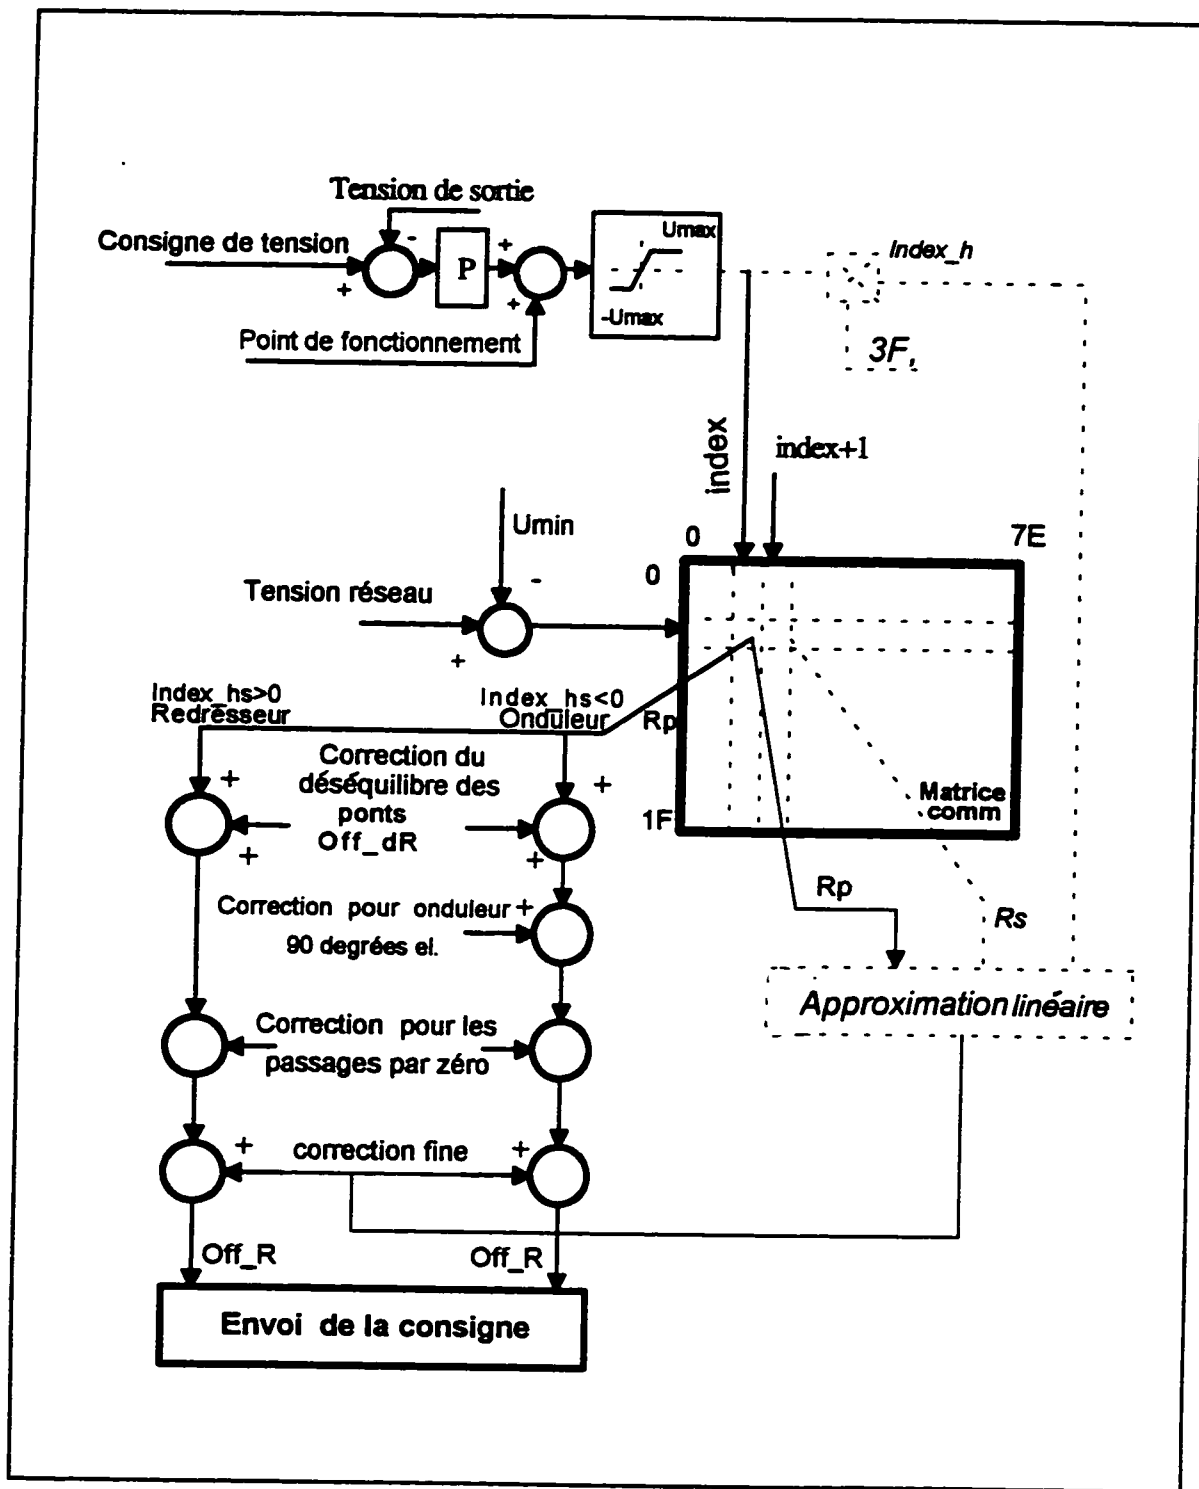 Tension de sortie
Consigne de tension
-
+
P
+
+
Umax
-Umax
Index_h
3F,
Point de fonctionnement
index
index+1
Umin
-
0
7E
0
Tension réseau
+
Index_hs>0
Redresseur
Index_hs<0
Onduleur
Rp
+
Correction du
déséquilibre des
ponts
Off_dR
+
+
+
Matrice
comm
1F
Rp
Rs
Correction pour onduleur
90 degrées el.
+
Approximation linéaire
Correction pour les
passages par zéro
+
correction fine
+
Off_R
Off_R
Envoi de la consigne